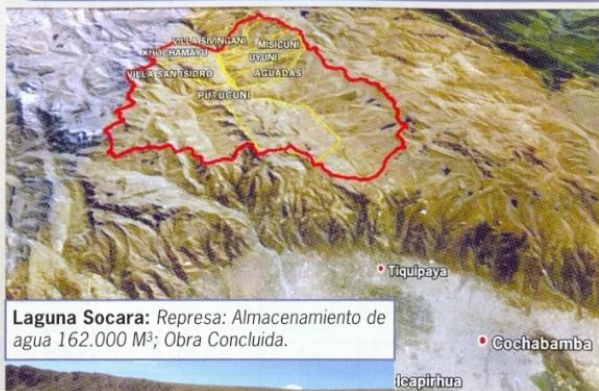 VILLA SIVINGANI
MISICUNI
KHOCHAMAYU
UYUNI
VILLA SAN ISIDRO
AGUADAS
PUTUCUNI
Tiquipaya
Laguna Socara: Represa: Almacenamiento de
agua 162.000 M³; Obra Concluida.
Cochabamba
Icapirhua